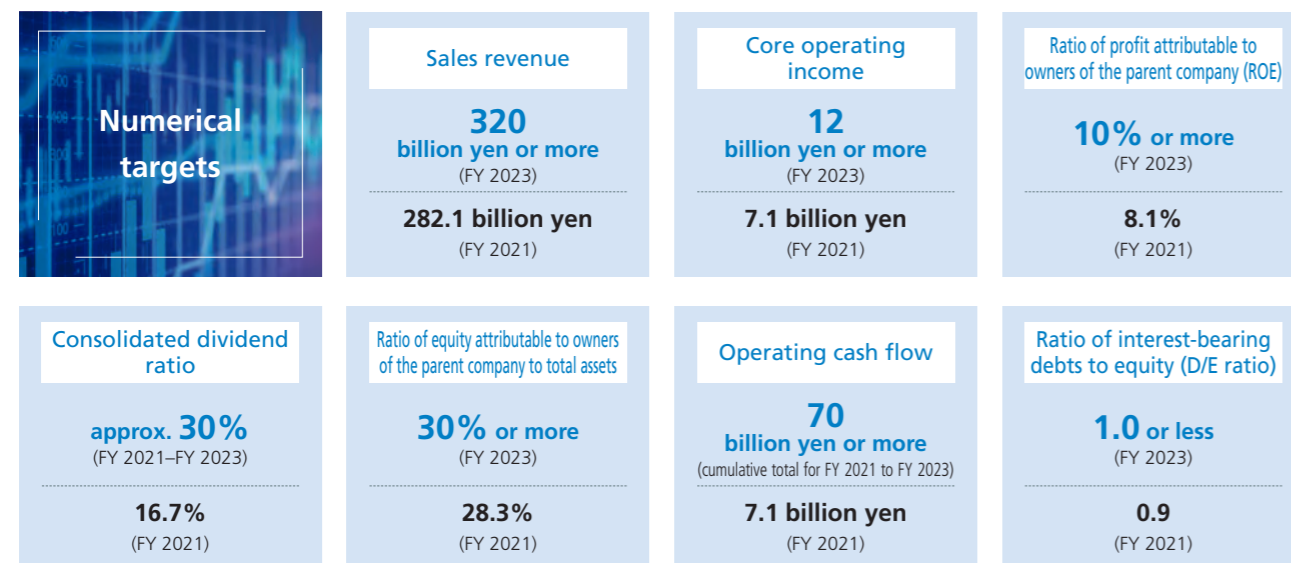 Numerical
targets
Sales revenue
320
billion yen or more
(FY 2023)
282.1 billion yen
(FY 2021)
Core operating
income
12
billion yen or more
(FY 2023)
7.1 billion yen
(FY 2021)
Ratio of profit attributable to
owners of the parent company (ROE)
10% or more
(FY 2023)
8.1%
(FY 2021)
Consolidated dividend
ratio
approx. 30%
(FY 2021–FY 2023)
16.7%
(FY 2021)
Ratio of equity attributable to owners
of the parent company to total assets
30% or more
(FY 2023)
28.3%
(FY 2021)
Operating cash flow
70
billion yen or more
(cumulative total for FY 2021 to FY 2023)
7.1 billion yen
(FY 2021)
Ratio of interest-bearing
debts to equity (D/E ratio)
1.0 or less
(FY 2023)
0.9
(FY 2021)